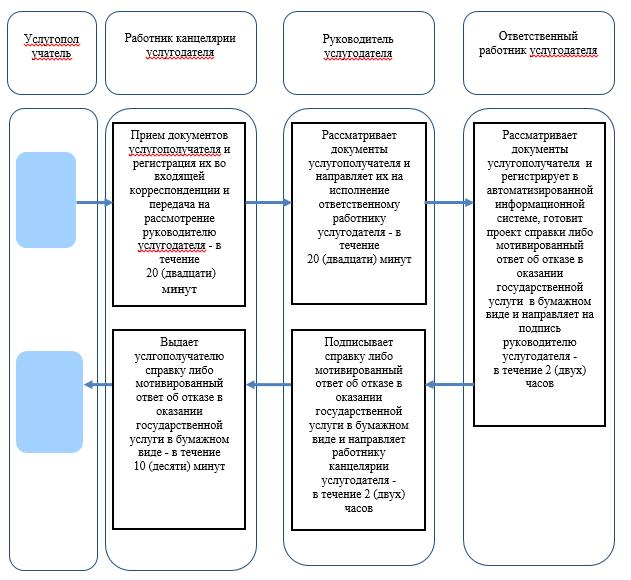 Услугопол
учатель
Работник канцелярии
услугодателя
Руководитель
услугодателя
Ответственный
работник услугодателя
Прием документов
услугополучателя и
регистрация их во
входящей
корреспонденции и
передача на
рассмотрение
руководителю
услугодателя - в
течение
20 (двадцати)
минут
Рассматривает
документы
услугополучателя и
направляет их на
исполнение
ответственному
работнику
услугодателя - в
течение
20 (двадцати) минут
Рассматривает
документы
услугополучателя и
регистрирует в
автоматизированной
информационной
системе, готовит
проект справки либо
мотивированный
ответ об отказе в
оказании
государственной
услуги в бумажном
виде и направляет на
подпись
руководителю
услугодателя -
в течение 2 (двух)
часов
Выдает
услгополучателю
справку либо
мотивированный
ответ об отказе в
оказании
государственной
услуги в бумажном
виде - в течение
10 (десяти) минут
Подписывает
справку либо
мотивированный
ответ об отказе в
оказании
государственной
услуги в бумажном
виде и направляет
работнику
канцелярии
услугодателя -
в течение 2 (двух)
часов